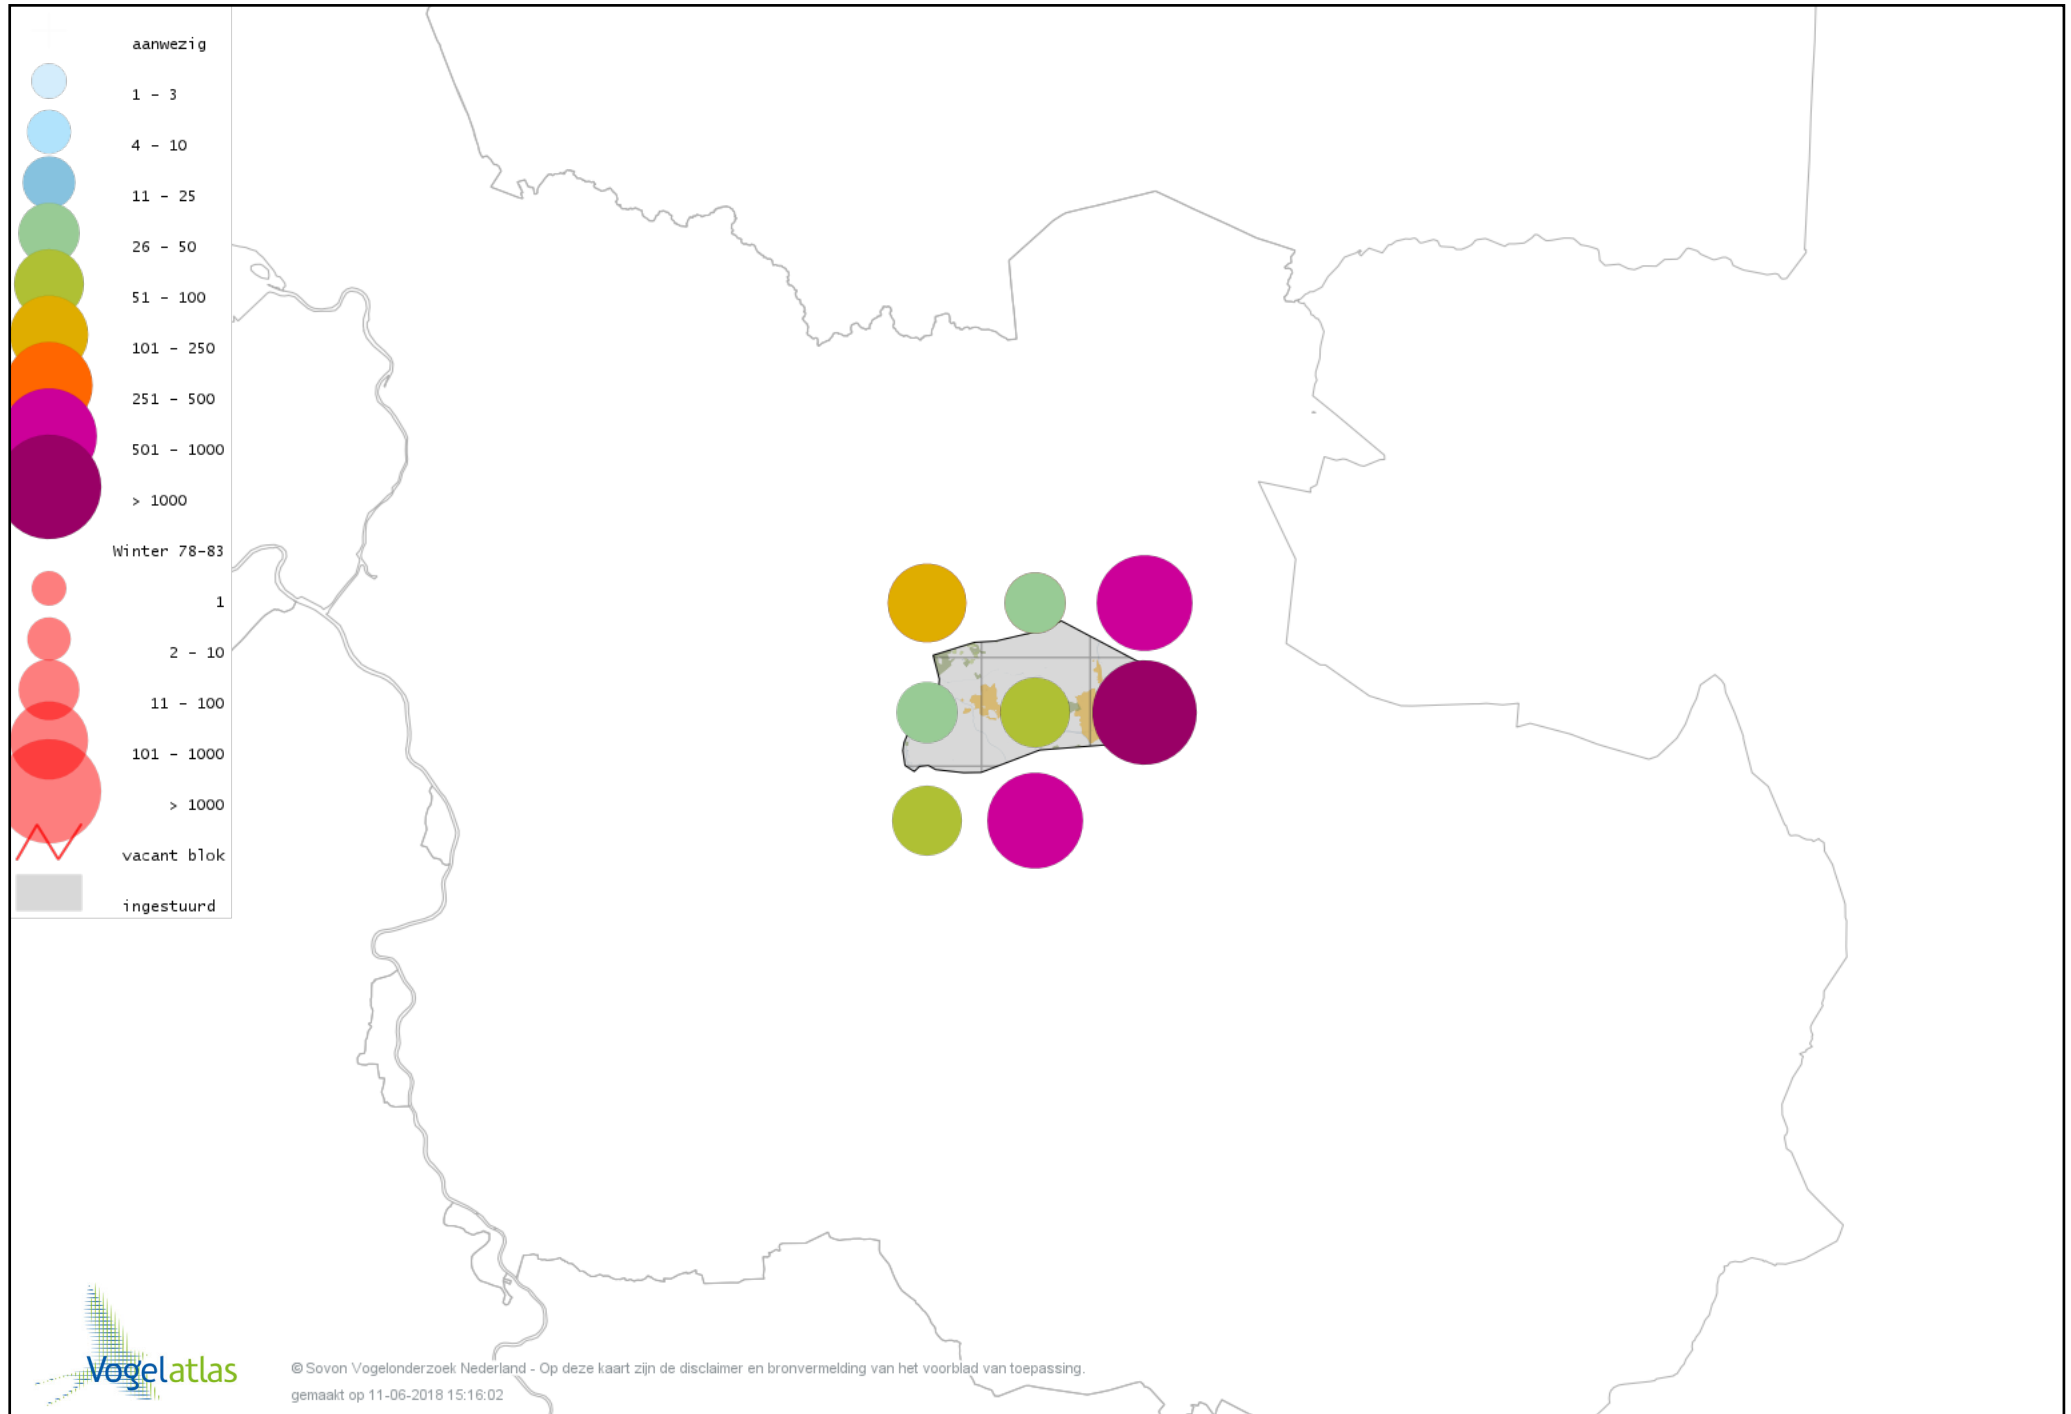 aanwezig
1 - 3
4 - 10
11 - 25
26 - 50
51 - 100
101 - 250
251 - 500
501 - 1000
> 1000
Winter 78-83
1
2 - 10
11 - 100
101 - 1000
> 1000
vacant blok
ingestuurd
Vogelatlas
© Sovon Vogelonderzoek Nederland - Op deze kaart zijn de disclaimer en bronvermelding van het voorblad van toepassing.
gemaakt op 11-06-2018 15:16:02